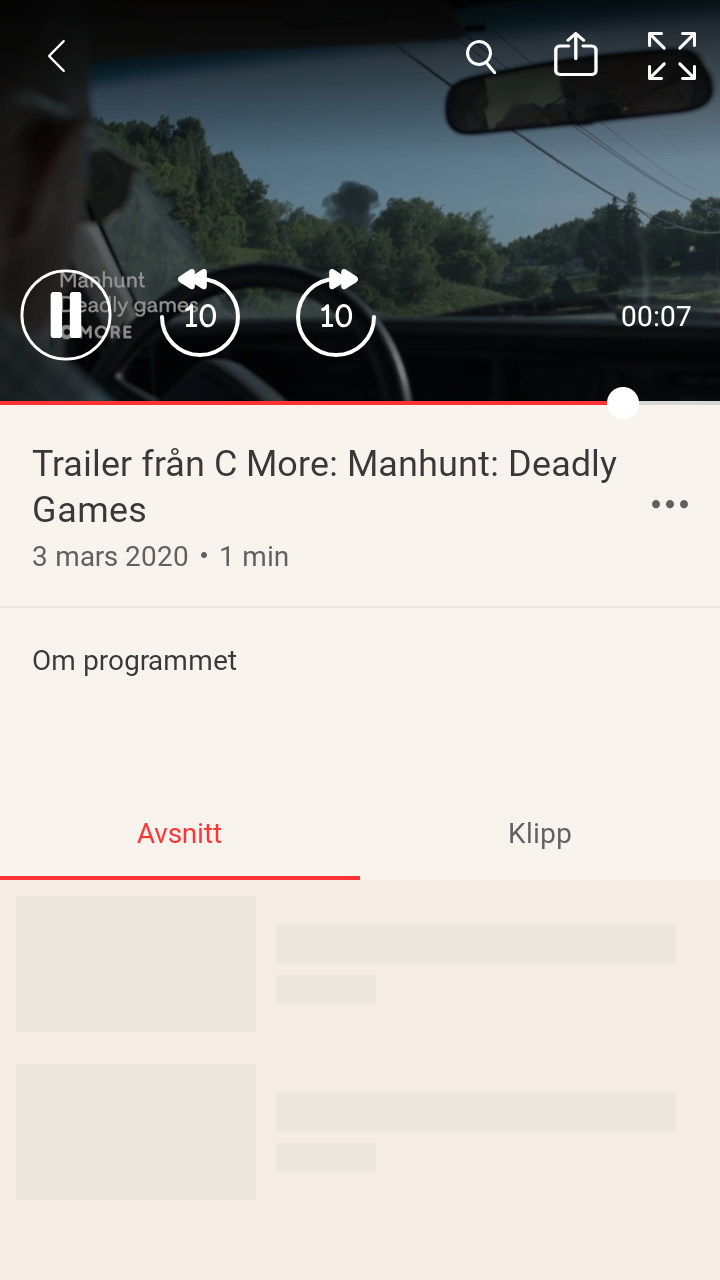 Manhunt
Deadly games
C MORE
10
10
00:07
Trailer från C More: Manhunt: Deadly
Games
3 mars 2020 • 1 min
Om programmet
Avsnitt
Klipp